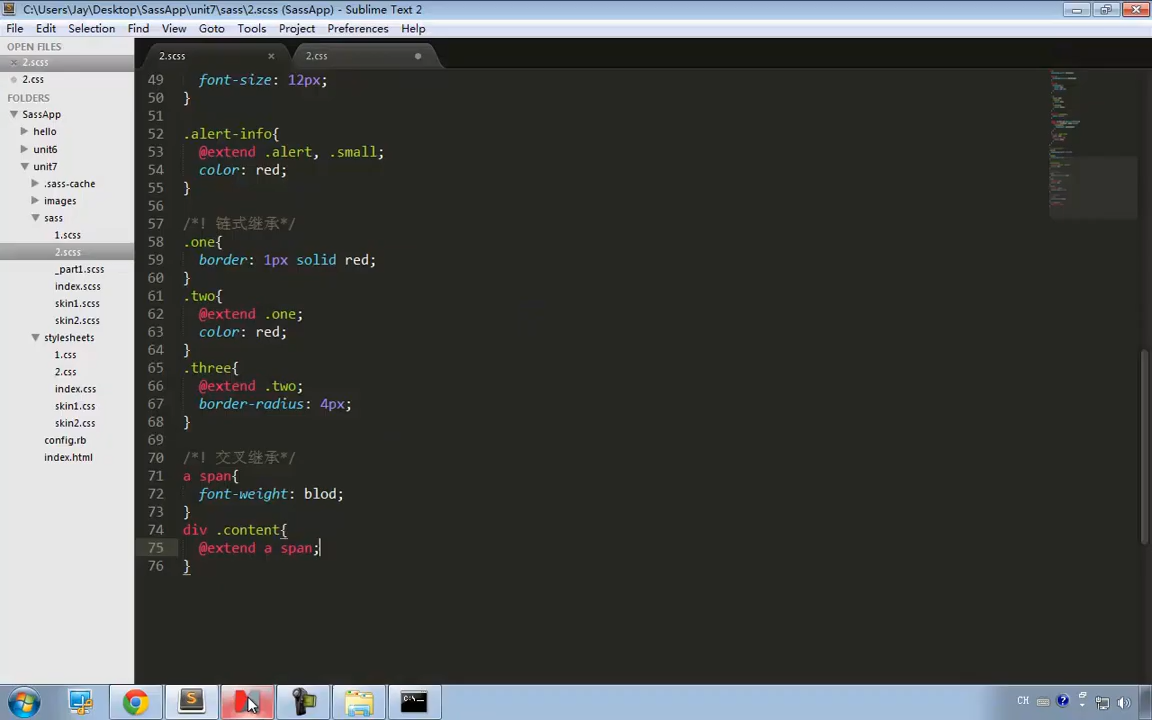 C:\Users\Jay\Desktop\SassApp\unit7\sass\2.scss (SassApp) - Sublime Text 2
File Edit Selection Find View Goto Tools Project Preferences Help
OPEN FILES
2.scss
2.css
FOLDERS
SassApp
hello
unit6
unit7
.sass-cache
images
sass
1.scss
2.scss
_part1.scss
index.scss
skin1.scss
skin2.scss
stylesheets
1.css
2.css
index.css
skin1.css
skin2.css
config.rb
index.html
2.scss 2.css
49 font-size: 12px;
50 }
51
52 .alert-info{
53 @extend .alert, .small;
54 color: red;
55 }
56
57 /*! 链式继承*/
58 .one{
59 border: 1px solid red;
60 }
61 .two{
62 @extend .one;
63 color: red;
64 }
65 .three{
66 @extend .two;
67 border-radius: 4px;
68 }
69
70 /*! 交叉继承*/
71 a span{
72 font-weight: blod;
73 }
74 div .content{
75 @extend a span;
76 }
CH